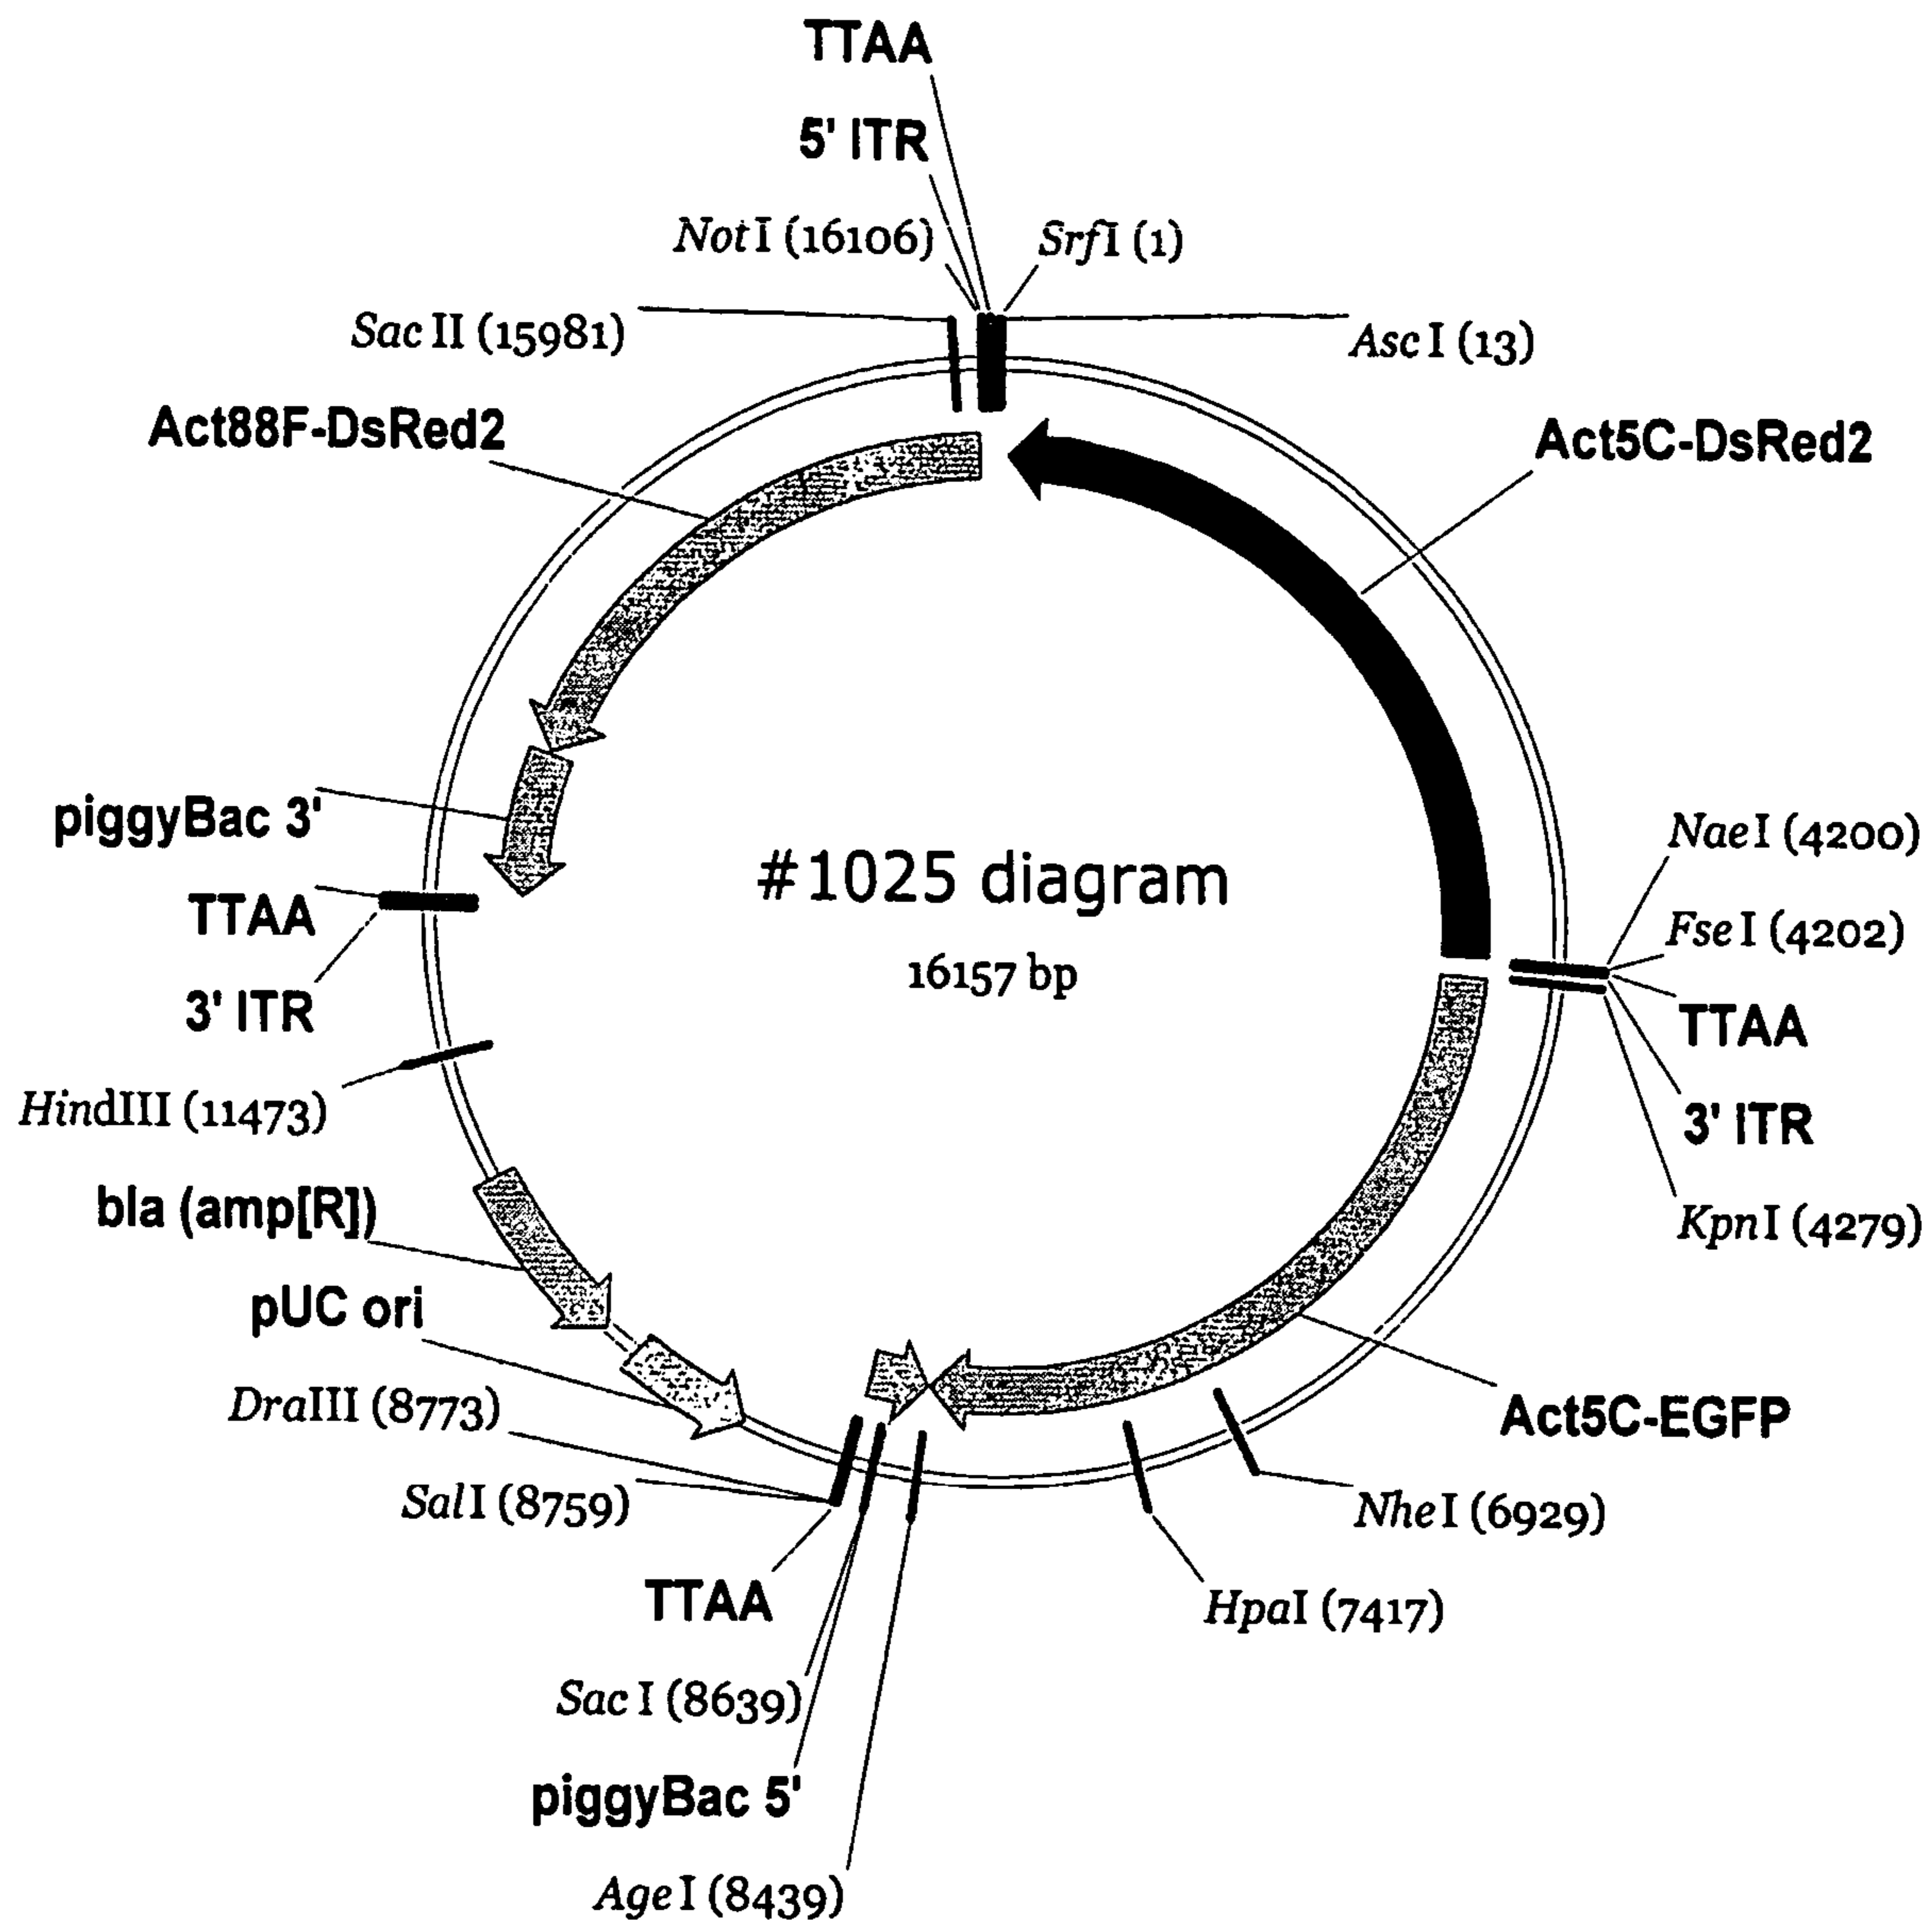 TTAA
5' ITR
NotI (16106)
SrfI (1)
SacII (15981)
AscI (13)
Act88F-DsRed2
Act5C-DsRed2
piggyBac 3'
#1025 diagram
NaeI (4200)
TTAA
FseI (4202)
16157 bp
3' ITR
TTAA
HindIII (11473)
3' ITR
bla (amp[R])
KpnI (4279)
pUC ori
DraIII (8773)
Act5C-EGFP
SalI (8759)
NheI (6929)
TTAA
HpaI (7417)
SacI (8639)
piggyBac 5'
AgeI (8439)